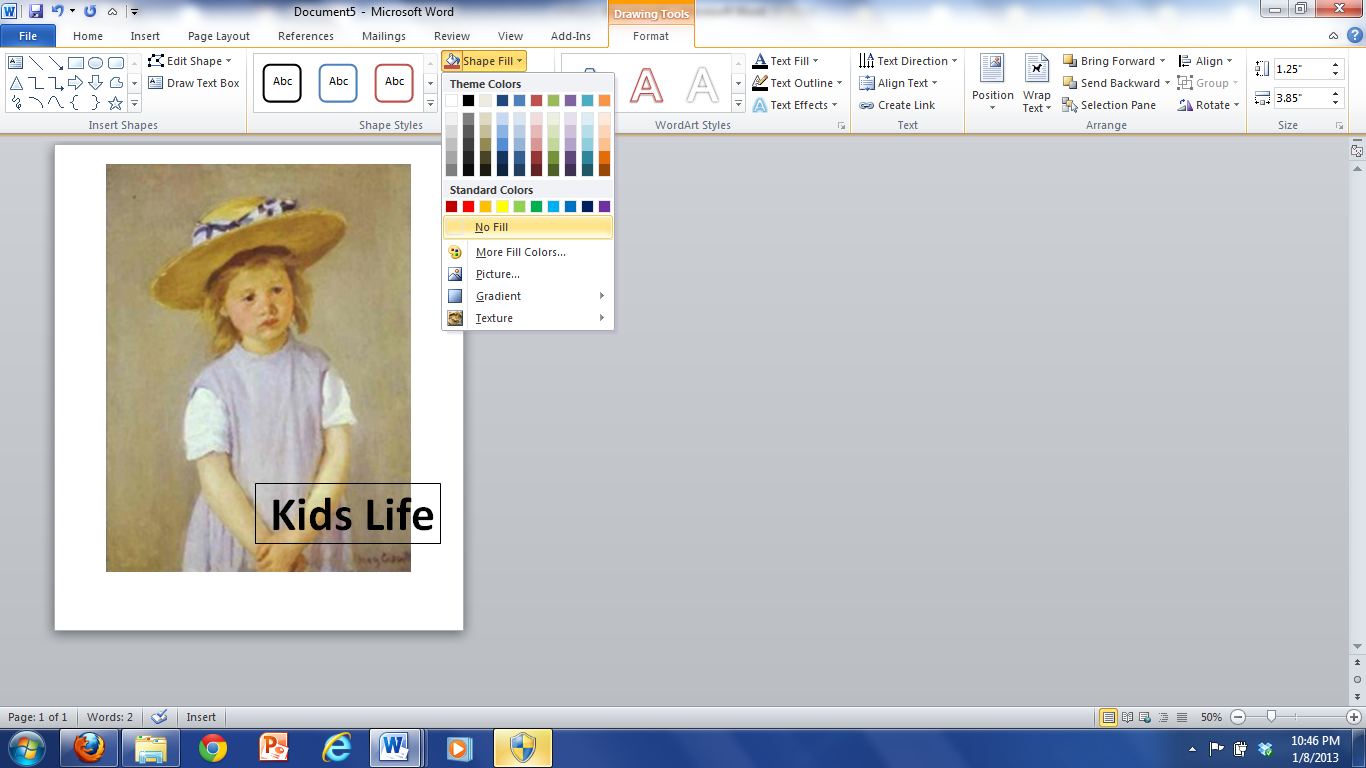 Document5 - Microsoft Word
Drawing Tools
File Home Insert Page Layout References Mailings Review View Add-Ins Format
Edit Shape
Draw Text Box
Insert Shapes
Abc Abc Abc
Shape Styles
Shape Fill
Theme Colors
Standard Colors
No Fill
More Fill Colors...
Picture...
Gradient
Texture
A A
WordArt Styles
Text Fill
Text Outline
Text Effects
Text Direction
Align Text
Create Link
Text
Position
Wrap
Text
Bring Forward
Send Backward
Selection Pane
Align
Group
Rotate
Arrange
1.25"
3.85"
Size
Kids Life
Page: 1 of 1 Words: 2 Insert
50%
10:46 PM
1/8/2013